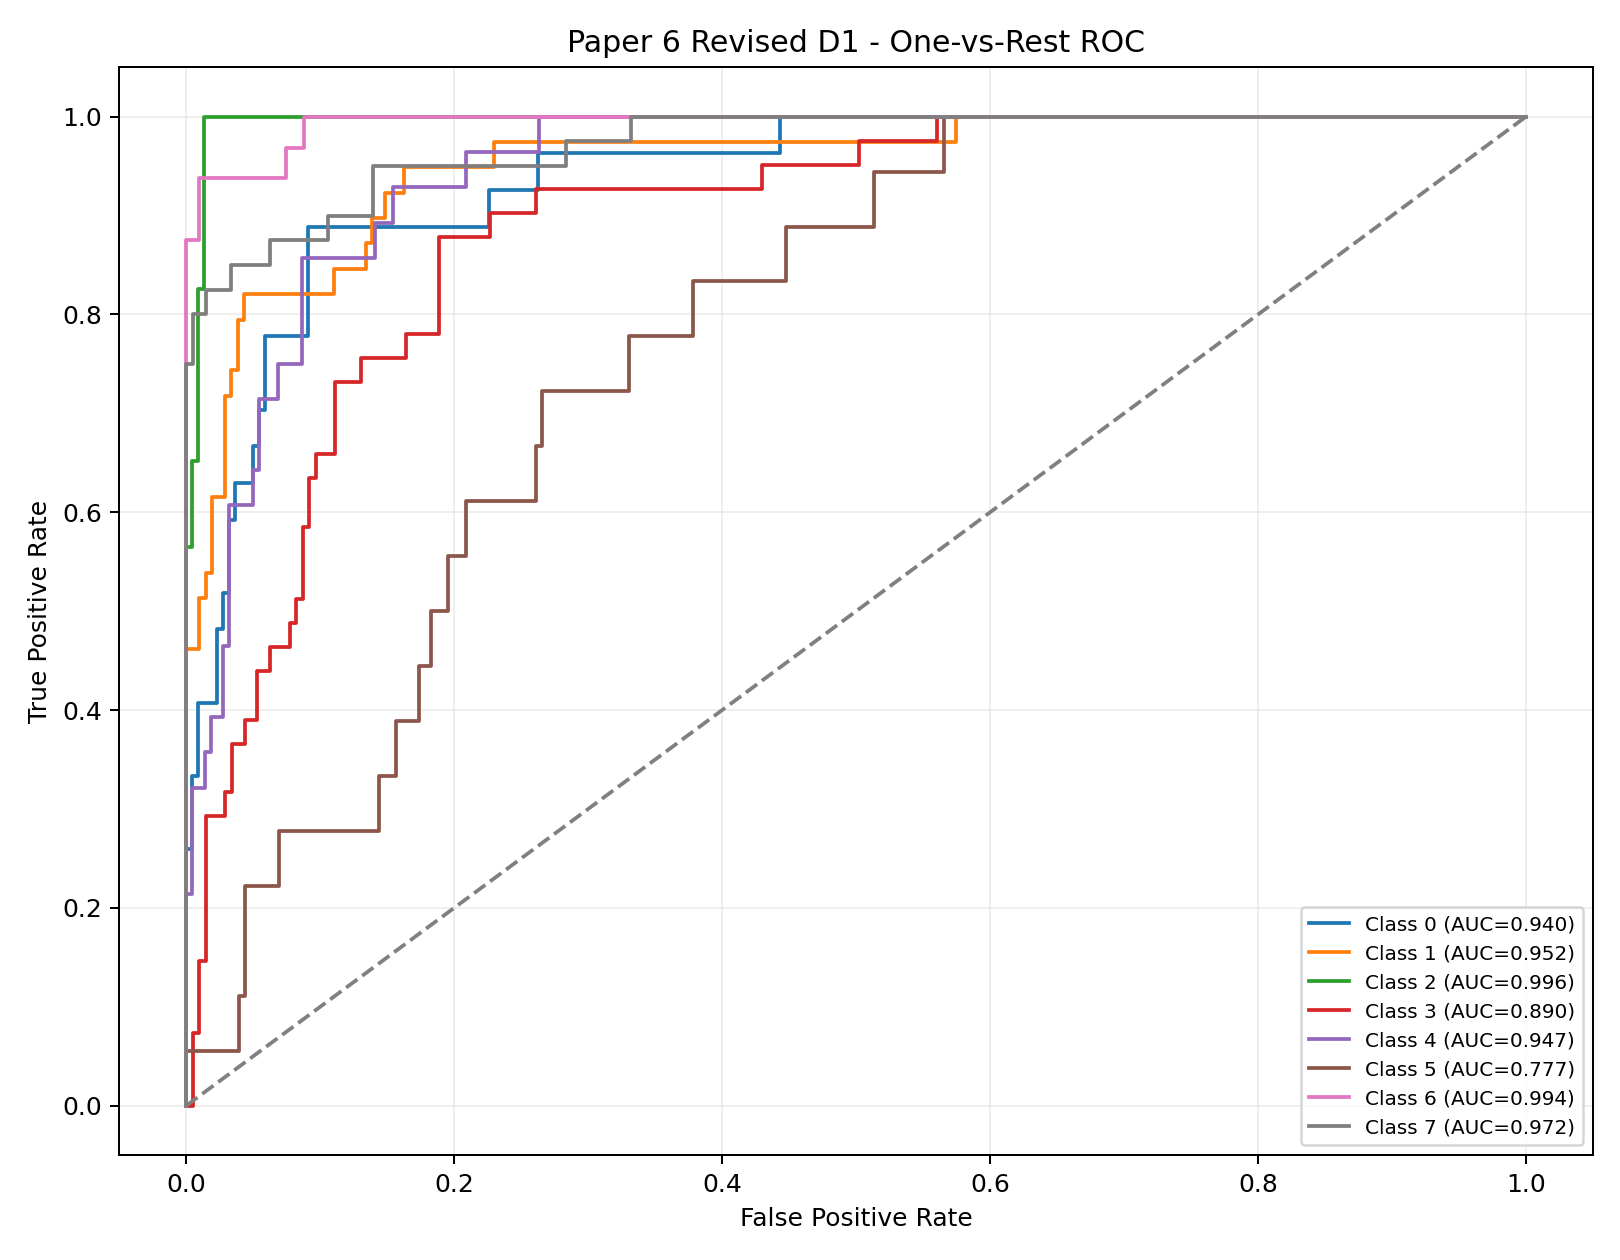 Paper 6 Revised D1 - One-vs-Rest ROC
True Positive Rate
1.0
0.8
0.6
0.4
0.2
0.0
0.0 0.2 0.4 0.6 0.8 1.0
False Positive Rate
Class 0 (AUC=0.940)
Class 1 (AUC=0.952)
Class 2 (AUC=0.996)
Class 3 (AUC=0.890)
Class 4 (AUC=0.947)
Class 5 (AUC=0.777)
Class 6 (AUC=0.994)
Class 7 (AUC=0.972)